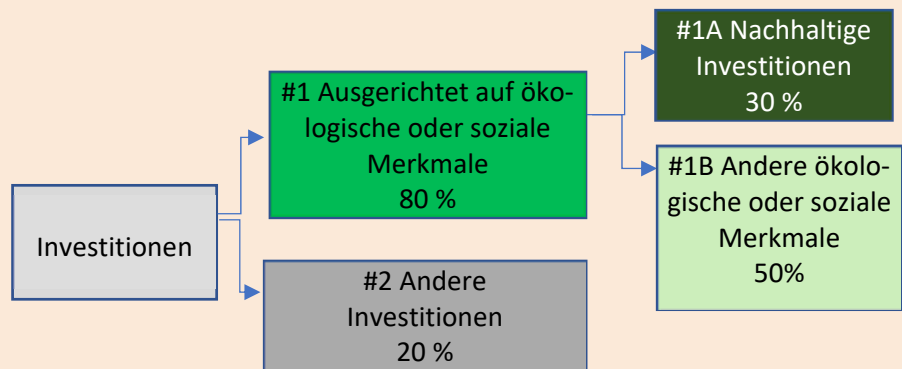 Investitionen
#1 Ausgerichtet auf öko-
logische oder soziale
Merkmale
80 %
#2 Andere
Investitionen
20 %
#1A Nachhaltige
Investitionen
30 %
#1B Andere ökolo-
gische oder soziale
Merkmale
50%